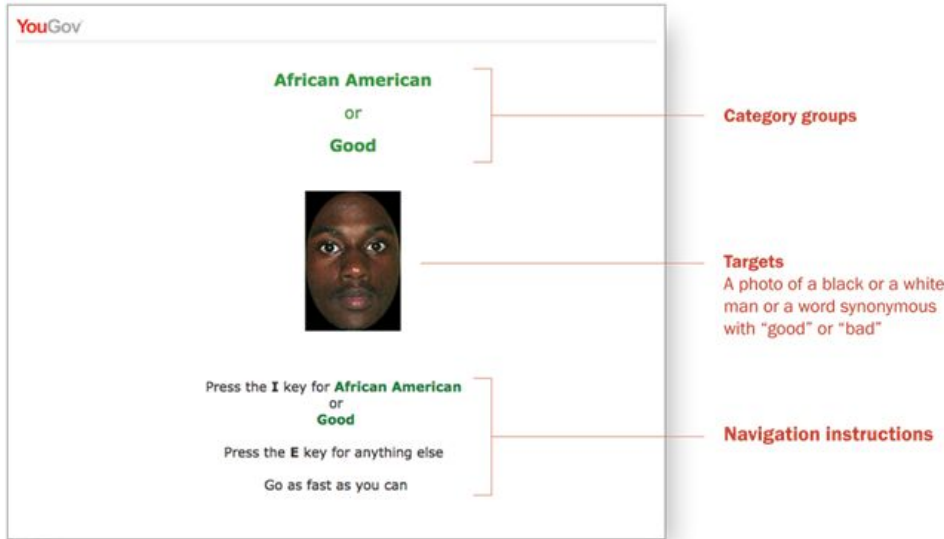 YouGov
African American
or
Good
Category groups
Targets
A photo of a black or a white
man or a word synonymous
with “good” or “bad”
Press the I key for African American
or
Good
Press the E key for anything else
Go as fast as you can
Navigation instructions